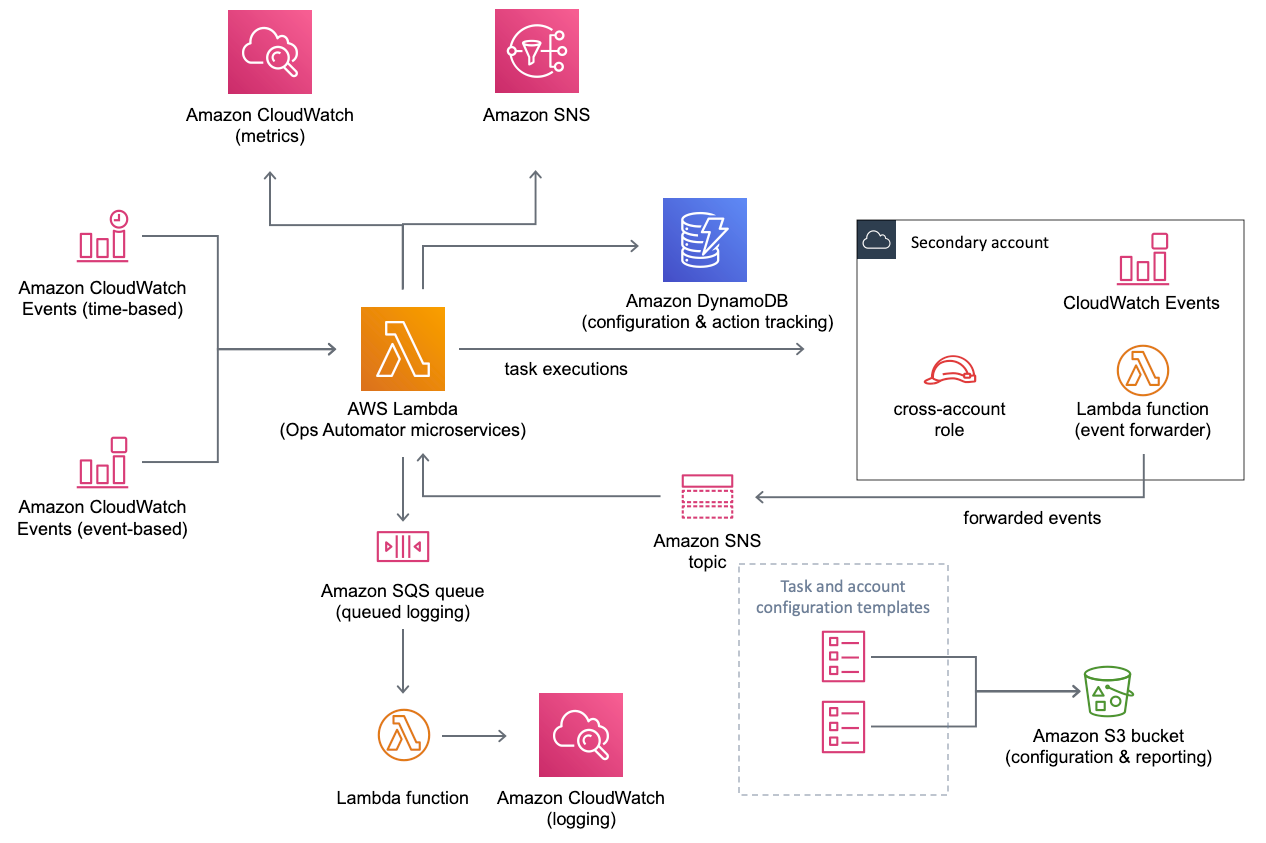 Amazon CloudWatch
(metrics)
Amazon SNS
Amazon CloudWatch
Events (time-based)
Amazon DynamoDB
(configuration & action tracking)
Secondary account
CloudWatch Events
task executions
AWS Lambda
(Ops Automator microservices)
cross-account
role
Lambda function
(event forwarder)
Amazon CloudWatch
Events (event-based)
forwarded events
Amazon SNS
topic
Amazon SQS queue
(queued logging)
Task and account
configuration templates
Amazon S3 bucket
(configuration & reporting)
Lambda function
Amazon CloudWatch
(logging)